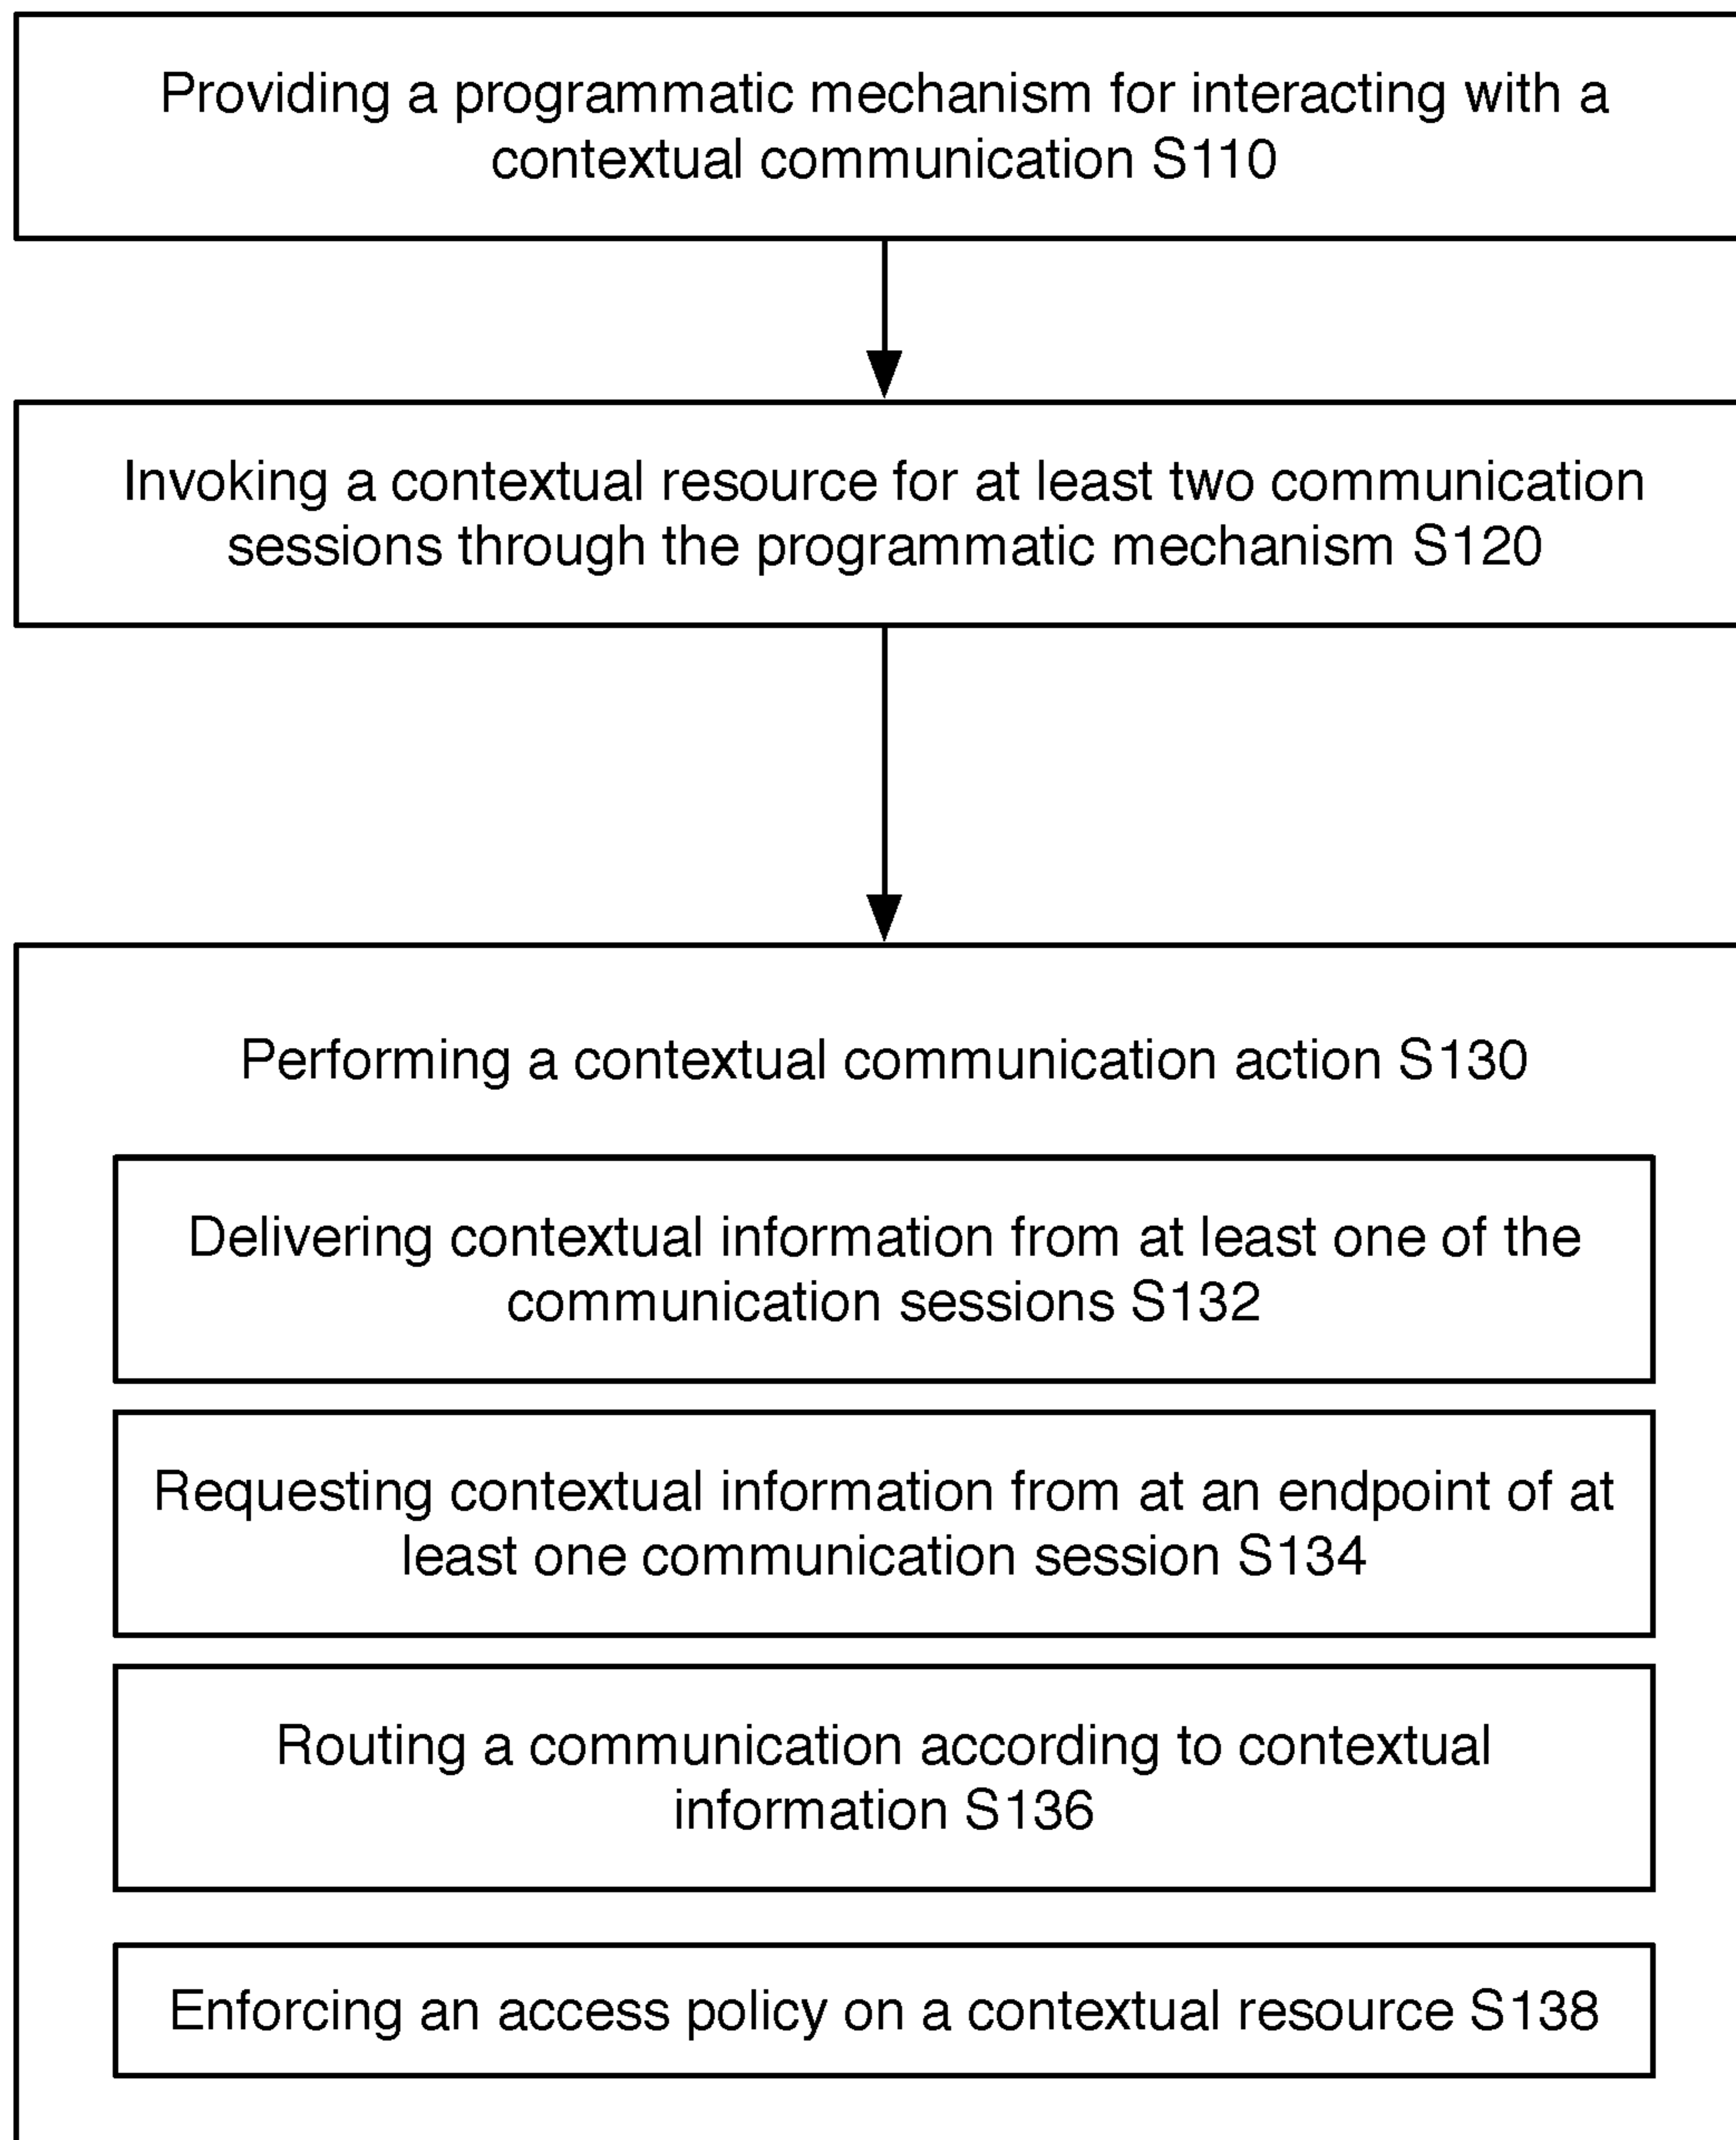 Providing a programmatic mechanism for interacting with a
contextual communication S110
Invoking a contextual resource for at least two communication
sessions through the programmatic mechanism S120
Performing a contextual communication action S130
Delivering contextual information from at least one of the
communication sessions S132
Requesting contextual information from at an endpoint of at
least one communication session S134
Routing a communication according to contextual
information S136
Enforcing an access policy on a contextual resource S138